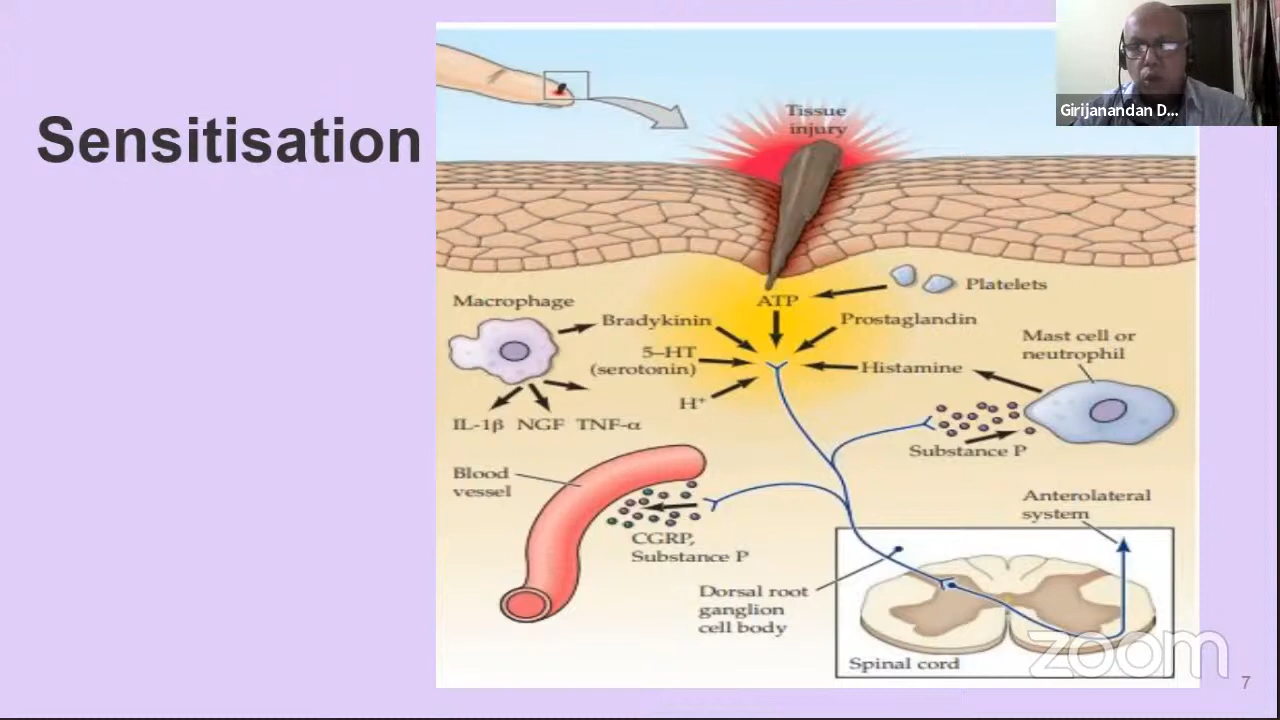 Sensitisation
Girijanandan D...
Tissue
injury
ATP
Platelets
Macrophage
Bradykinin
Prostaglandin
Mast cell or
neutrophil
5–HT
(serotonin)
Histamine
H+
IL-1β NGF TNF-α
Substance P
Blood
vessel
CGRP,
Substance P
Anterolateral
system
Dorsal root
ganglion
cell body
Spinal cord
zoom
7